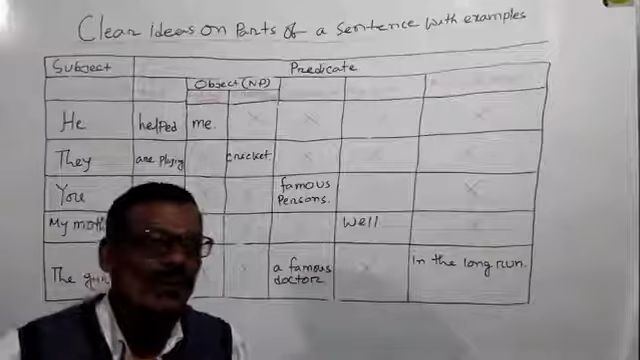 Clear ideas on Parts of a sentence with examples
Subject Predicate
Object (NP)
He helped me. × ×
They are playing cricket.
You famous persons. ×
My well
The a famous doctor × in the long run.